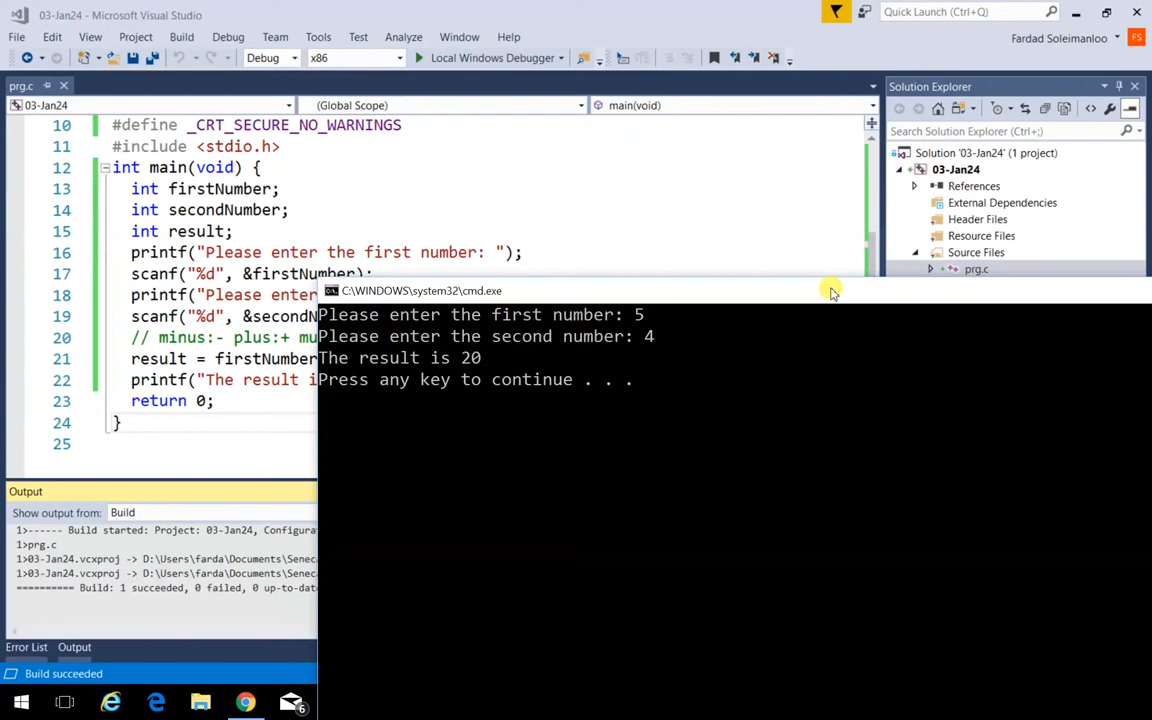 03-Jan24 - Microsoft Visual Studio
Quick Launch (Ctrl+Q)
File Edit View Project Build Debug Team Tools Test Analyze Window Help
Fardad Soleimanloo
FS
Debug x86 Local Windows Debugger
prg.c
Solution Explorer
03-Jan24 (Global Scope) main(void)
Search Solution Explorer (Ctrl+;)
Solution '03-Jan24' (1 project)
03-Jan24
References
External Dependencies
Header Files
Resource Files
Source Files
prg.c
10 #define _CRT_SECURE_NO_WARNINGS
11 #include <stdio.h>
12 int main(void) {
13 int firstNumber;
14 int secondNumber;
15 int result;
16 printf("Please enter the first number: ");
17 scanf("%d", &firstNumber);
18 printf("Please enter
19 scanf("%d", &secondN
20 // minus:- plus:+ mu
21 result = firstNumber
22 printf("The result i
23 return 0;
24 }
25
C:\WINDOWS\system32\cmd.exe
Please enter the first number: 5
Please enter the second number: 4
The result is 20
Press any key to continue . . .
Output
Show output from: Build
1>------ Build started: Project: 03-Jan24, Configura
1>prg.c
1>03-Jan24.vcxproj -> D:\Users\farda\Documents\Senec
1>03-Jan24.vcxproj -> D:\Users\farda\Documents\Senec
========== Build: 1 succeeded, 0 failed, 0 up-to-dat
Error List Output
Build succeeded
6